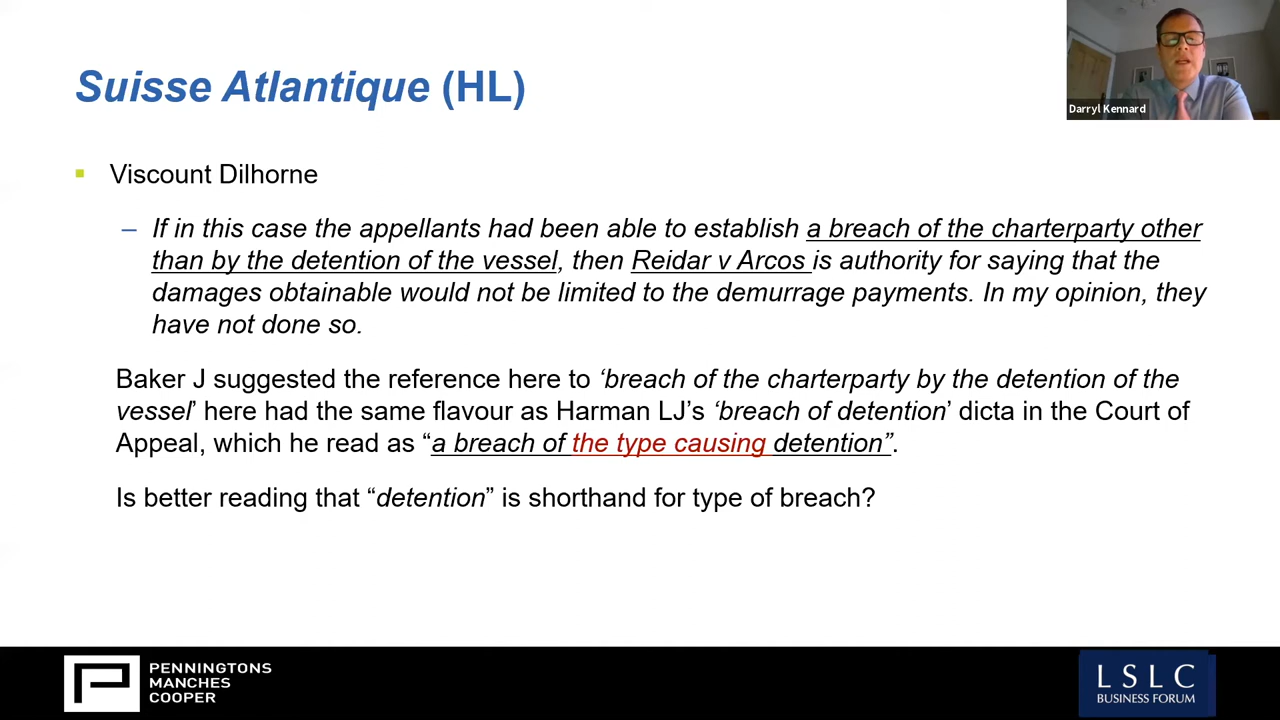 Suisse Atlantique (HL)
Darryl Kennard
Viscount Dilhorne
– If in this case the appellants had been able to establish a breach of the charterparty other
than by the detention of the vessel, then Reidar v Arcos is authority for saying that the
damages obtainable would not be limited to the demurrage payments. In my opinion, they
have not done so.
Baker J suggested the reference here to ‘breach of the charterparty by the detention of the
vessel’ here had the same flavour as Harman LJ’s ‘breach of detention’ dicta in the Court of
Appeal, which he read as “a breach of the type causing detention”.
Is better reading that “detention” is shorthand for type of breach?
PENNINGTONS
MANCHES
COOPER
LSLC
BUSINESS FORUM